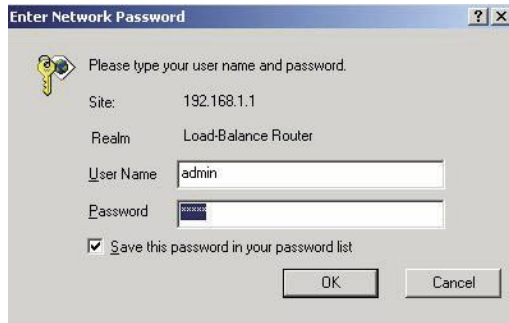 Enter Network Password
? X
Please type your user name and password.
Site: 192.168.1.1
Realm Load-Balance Router
User Name admin
Password xxxxx
Save this password in your password list
OK Cancel